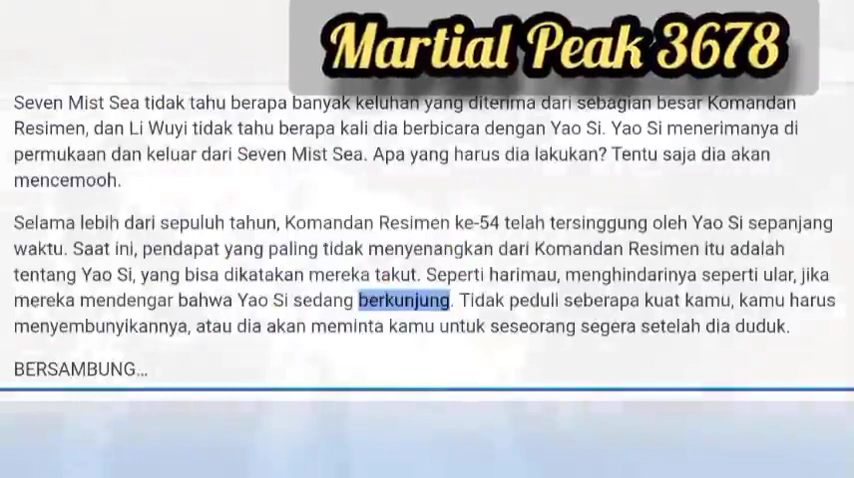 Martial Peak 3678
Seven Mist Sea tidak tahu berapa banyak keluhan yang diterima dari sebagian besar Komandan
Resimen, dan Li Wuyi tidak tahu berapa kali dia berbicara dengan Yao Si. Yao Si menerimanya di
permukaan dan keluar dari Seven Mist Sea. Apa yang harus dia lakukan? Tentu saja dia akan
mencemooh.
Selama lebih dari sepuluh tahun, Komandan Resimen ke-54 telah tersinggung oleh Yao Si sepanjang
waktu. Saat ini, pendapat yang paling tidak menyenangkan dari Komandan Resimen itu adalah
tentang Yao Si, yang bisa dikatakan mereka takut. Seperti harimau, menghindarinya seperti ular, jika
mereka mendengar bahwa Yao Si sedang berkunjung. Tidak peduli seberapa kuat kamu, kamu harus
menyembunyikannya, atau dia akan meminta kamu untuk seseorang segera setelah dia duduk.
BERSAMBUNG...